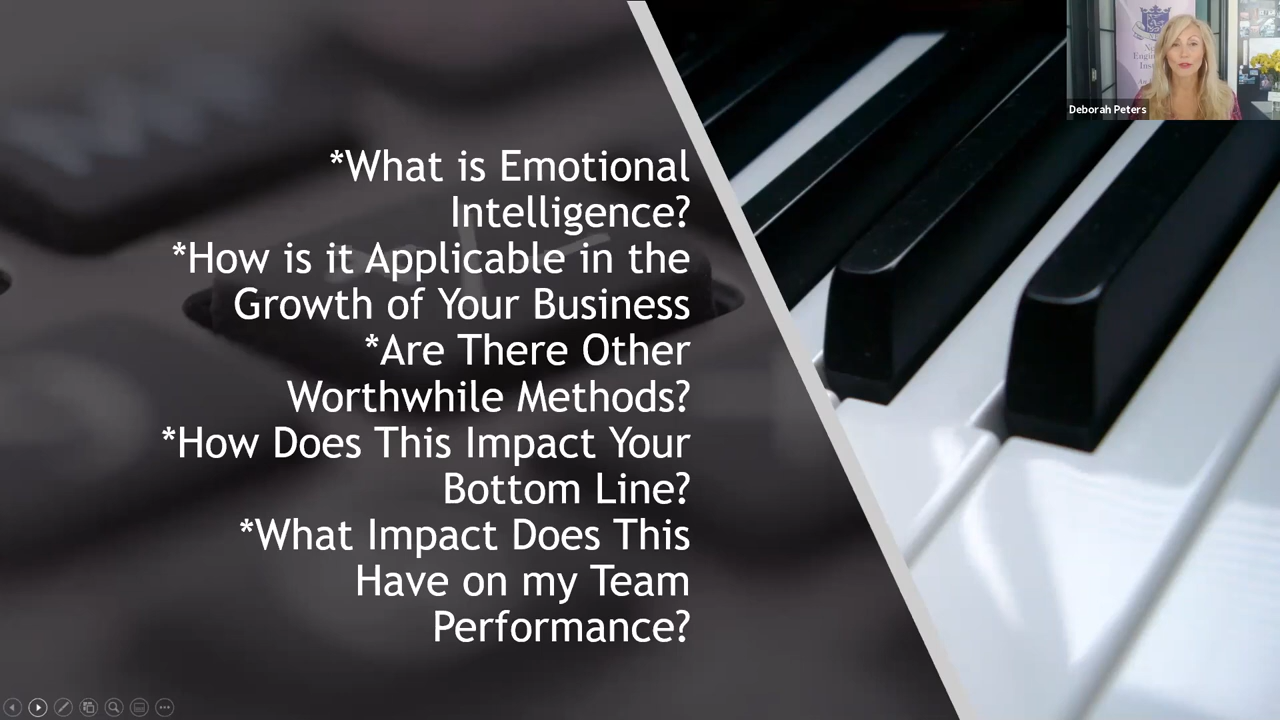 *What is Emotional
Intelligence?
*How is it Applicable in the
Growth of Your Business
*Are There Other
Worthwhile Methods?
*How Does This Impact Your
Bottom Line?
*What Impact Does This
Have on my Team
Performance?
Deborah Peters